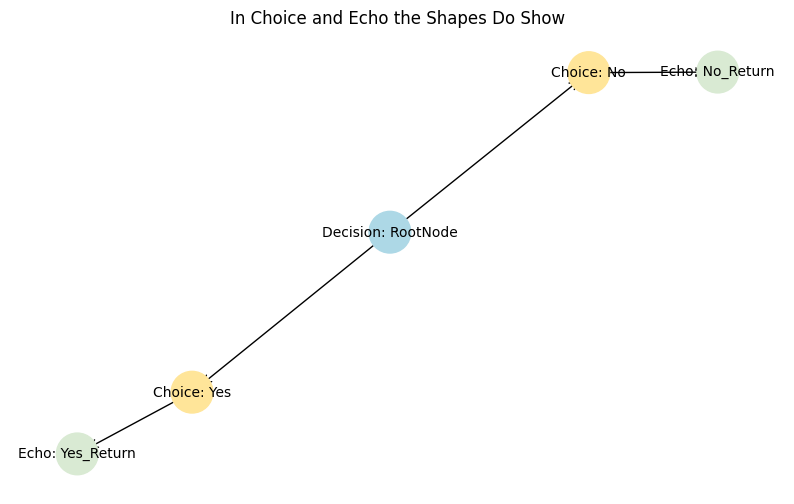 In Choice and Echo the Shapes Do Show
Choice: No
Echo: No_Return
Decision: RootNode
Choice: Yes
Echo: Yes_Return